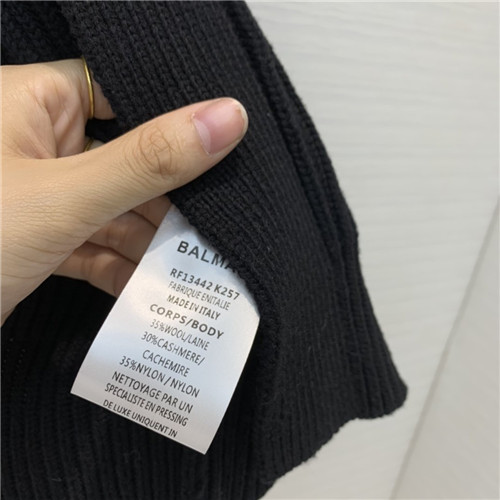 BALMA
RF13442 K257
FABRIQUE EN ITALIE
MADE IN ITALY
CORPS/BODY
35%WOOL/LAINE
30%CASHMERE/
CACHEMIRE
35%NYLON/NYLON
NETTOYAGE PAR UN
SPECIALISTE EN PRESSING
DE LUXE UNIQUENT IN